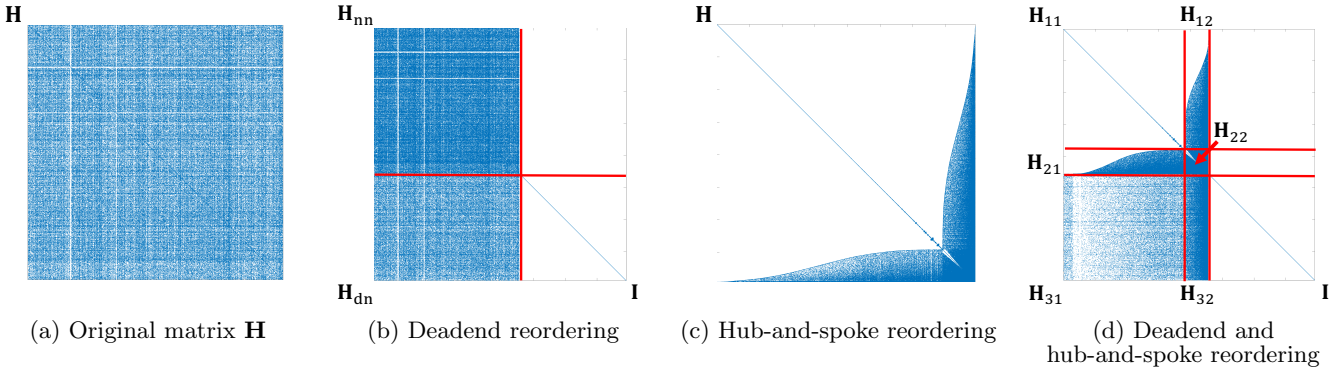 H
H_nn
H
H_11
H_12
H_22
H_21
H_dn
I
H_31
H_32
I
(a) Original matrix H
(b) Deadend reordering
(c) Hub-and-spoke reordering
(d) Deadend and
hub-and-spoke reordering